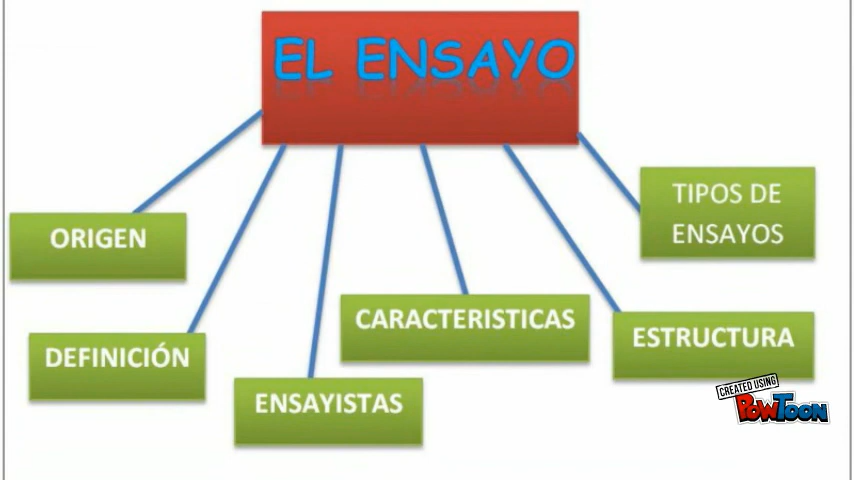 EL ENSAYO
TIPOS DE
ENSAYOS
ORIGEN
CARACTERISTICAS
ESTRUCTURA
DEFINICIÓN
ENSAYISTAS
CREATED USING
POWTOON